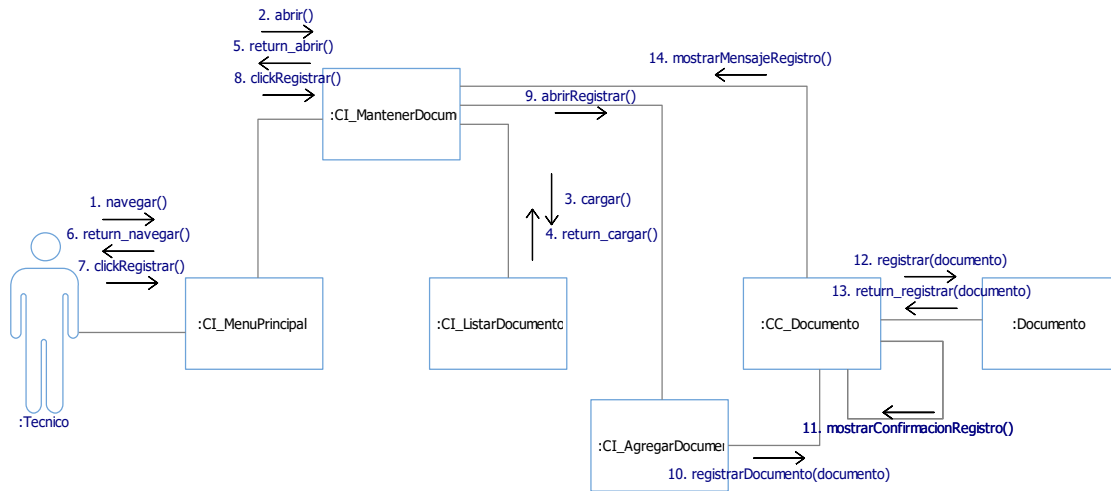 2. abrir()
5. return_abrir()
8. clickRegistrar()
14. mostrarMensajeRegistro()
9. abrirRegistrar()
:CI_MantenerDocum
1. navegar()
6. return_navegar()
7. clickRegistrar()
3. cargar()
4. return_cargar()
12. registrar(documento)
13. return_registrar(documento)
:CI_MenuPrincipal
:CI_ListarDocumento
:CC_Documento
:Documento
:Tecnico
11. mostrarConfirmacionRegistro()
:CI_AgregarDocumen
10. registrarDocumento(documento)